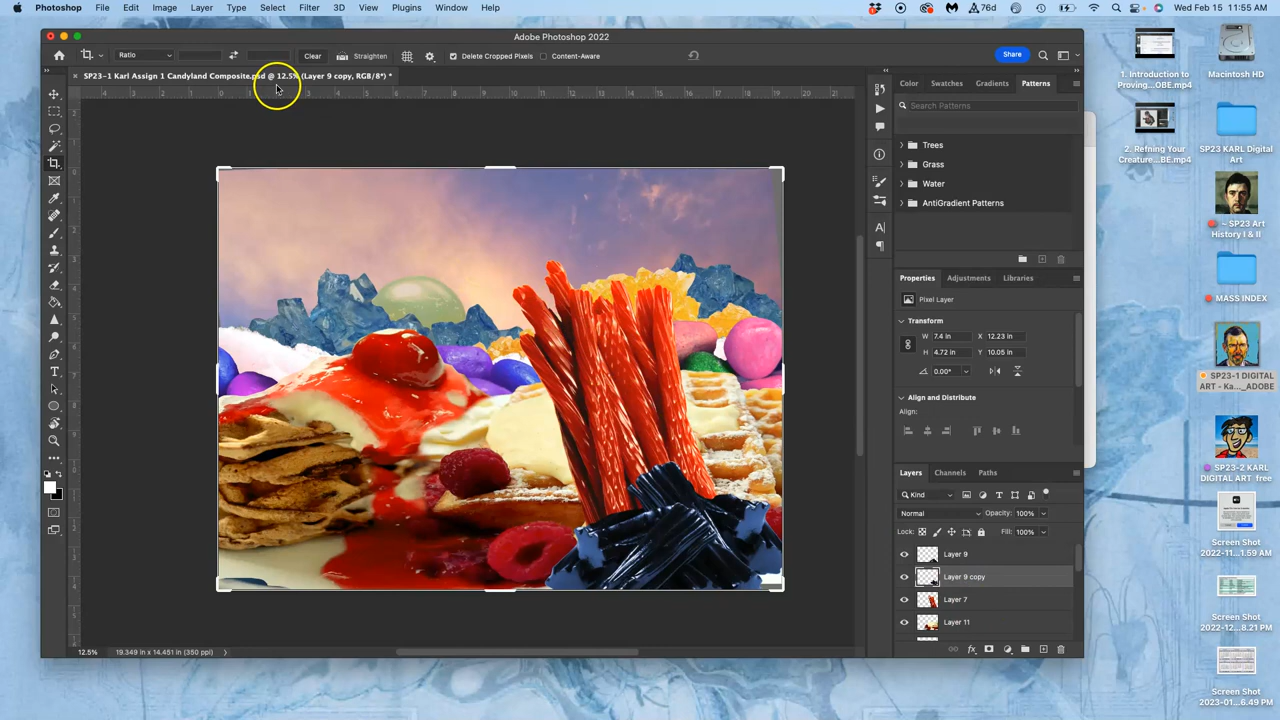 Photoshop File Edit Image Layer Type Select Filter 3D View Plugins Window Help
76d
Wed Feb 15 11:55 AM
Adobe Photoshop 2022
Ratio
Clear
Straighten
Delete Cropped Pixels
Content-Aware
Share
SP23-1 Karl Assign 1 Candyland Composite.psd @ 12.5% (Layer 9 copy, RGB/8*) *
Color Swatches Gradients Patterns
Search Patterns
Trees
Grass
Water
AntiGradient Patterns
Properties Adjustments Libraries
Pixel Layer
Transform
W 7.4 in X 12.23 in
H 4.72 in Y 10.05 in
0.00°
Align and Distribute
Align:
Layers Channels Paths
Kind
Normal Opacity: 100%
Lock: Fill: 100%
Layer 9
Layer 9 copy
Layer 7
Layer 11
12.5% 19.349 in x 14.451 in (350 ppi)
1. Introduction to
Proving....OBE.mp4
2. Refning Your
Creature...BE.mp4
Macintosh HD
SP23 KARL Digital
Art
~ SP23 Art
History I & II
MASS INDEX
SP23-1 DIGITAL
ART - Ka..._ADOBE
SP23-2 KARL
DIGITAL ART free
Screen Shot
2022-11...1.59 AM
Screen Shot
2022-12...8.21 PM
Screen Shot
2023-01...6.49 PM